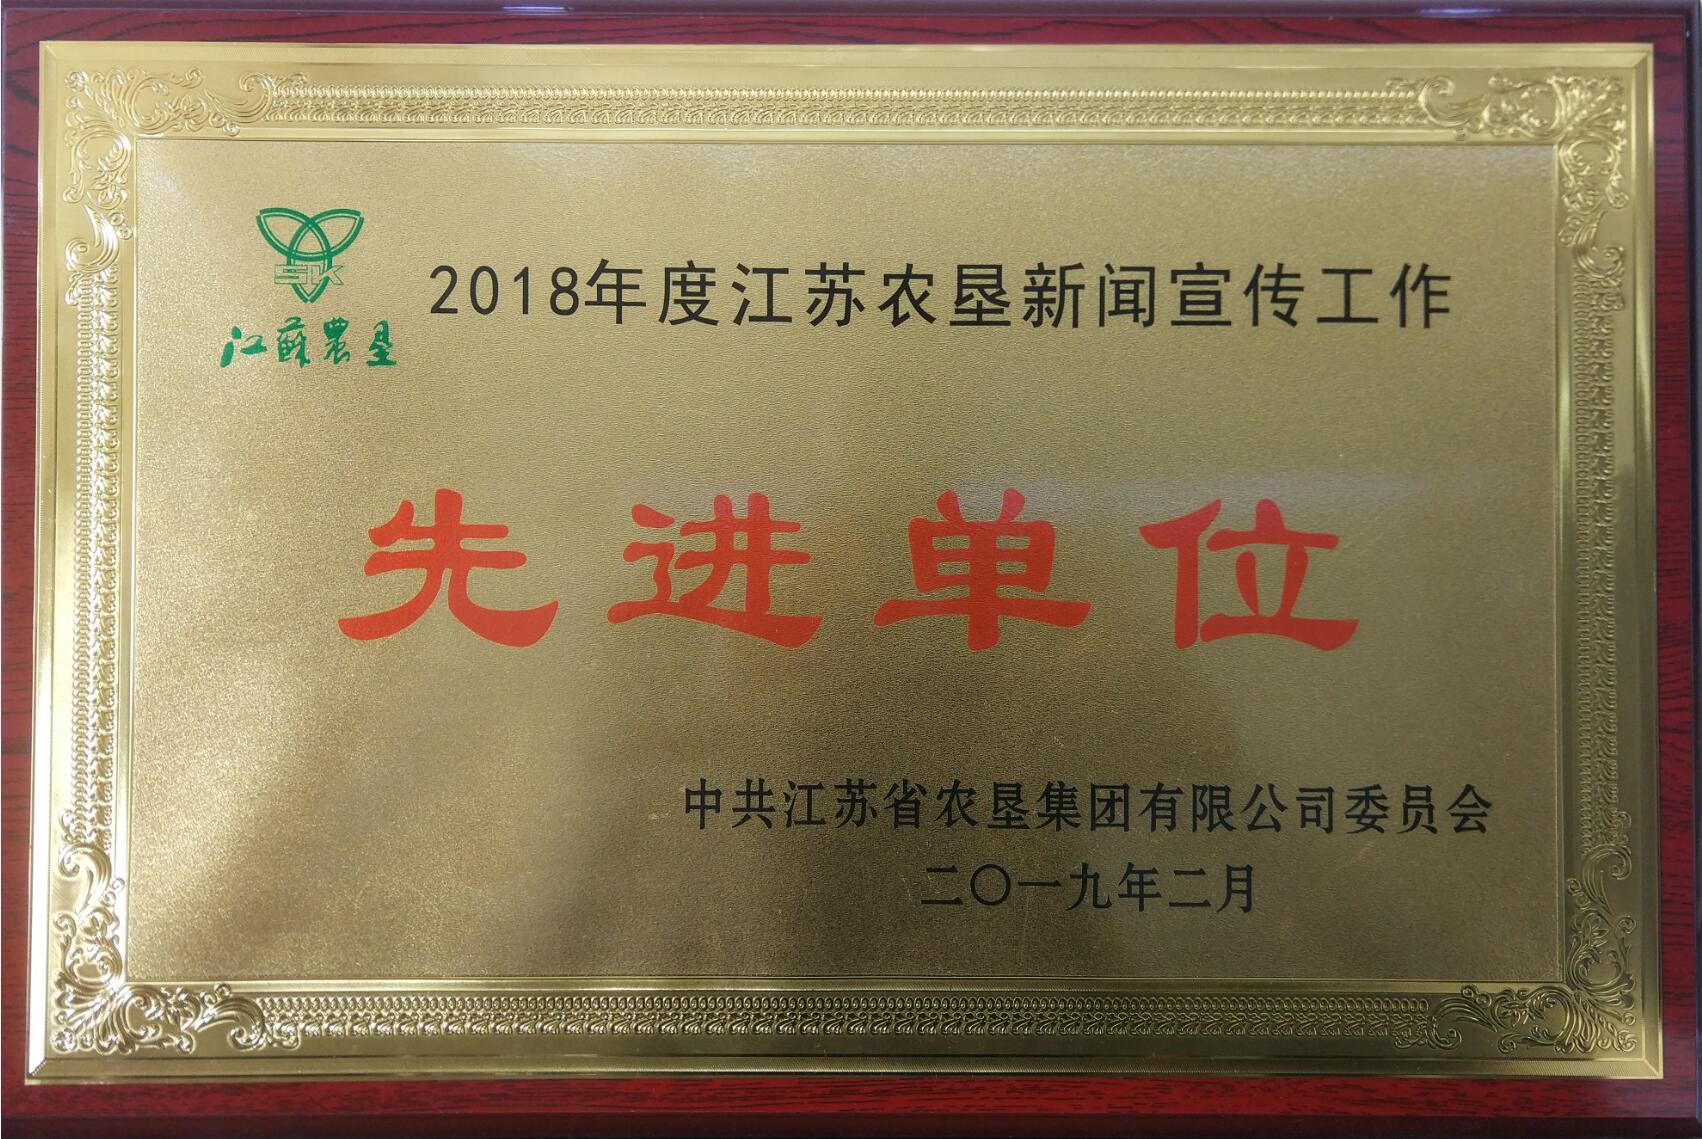 SK
江蘇農垦
2018年度江苏农垦新闻宣传工作
先进单位
中共江苏省农垦集团有限公司委员会
二〇一九年二月